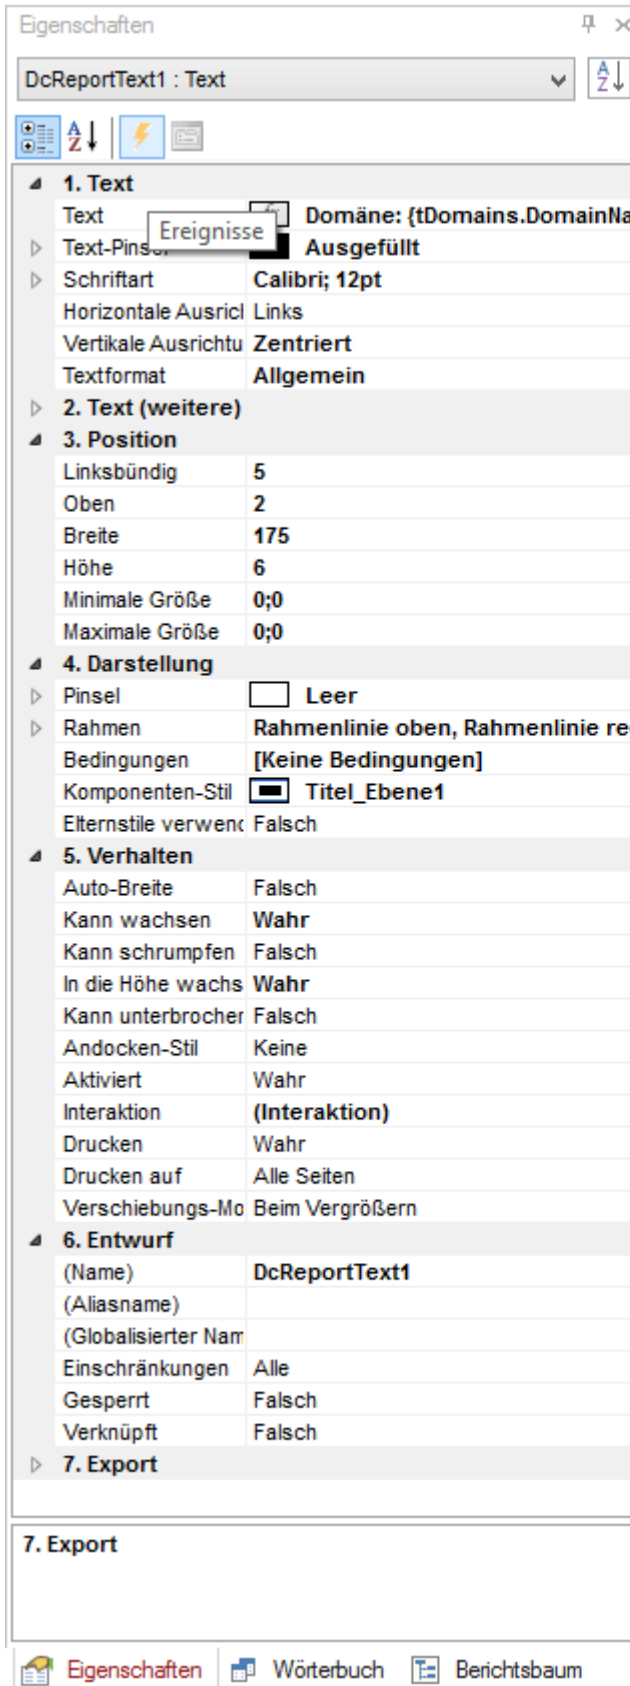 Eigenschaften
DcReportText1 : Text
1. Text
Text Domäne: {tDomains.DomainNa
Ereignisse
Text-Pinsel Ausgefüllt
Schriftart Calibri; 12pt
Horizontale Ausricl Links
Vertikale Ausrichtu Zentriert
Textformat Allgemein
2. Text (weitere)
3. Position
Linksbündig 5
Oben 2
Breite 175
Höhe 6
Minimale Größe 0;0
Maximale Größe 0;0
4. Darstellung
Pinsel Leer
Rahmen Rahmenlinie oben, Rahmenlinie re
Bedingungen [Keine Bedingungen]
Komponenten-Stil Titel_Ebene1
Elternstile verwenc Falsch
5. Verhalten
Auto-Breite Falsch
Kann wachsen Wahr
Kann schrumpfen Falsch
In die Höhe wachs Wahr
Kann unterbrocher Falsch
Andocken-Stil Keine
Aktiviert Wahr
Interaktion (Interaktion)
Drucken Wahr
Drucken auf Alle Seiten
Verschiebungs-Mo Beim Vergrößern
6. Entwurf
(Name) DcReportText1
(Aliasname)
(Globalisierter Nam
Einschränkungen Alle
Gesperrt Falsch
Verknüpft Falsch
7. Export
7. Export
Eigenschaften Wörterbuch Berichtsbaum